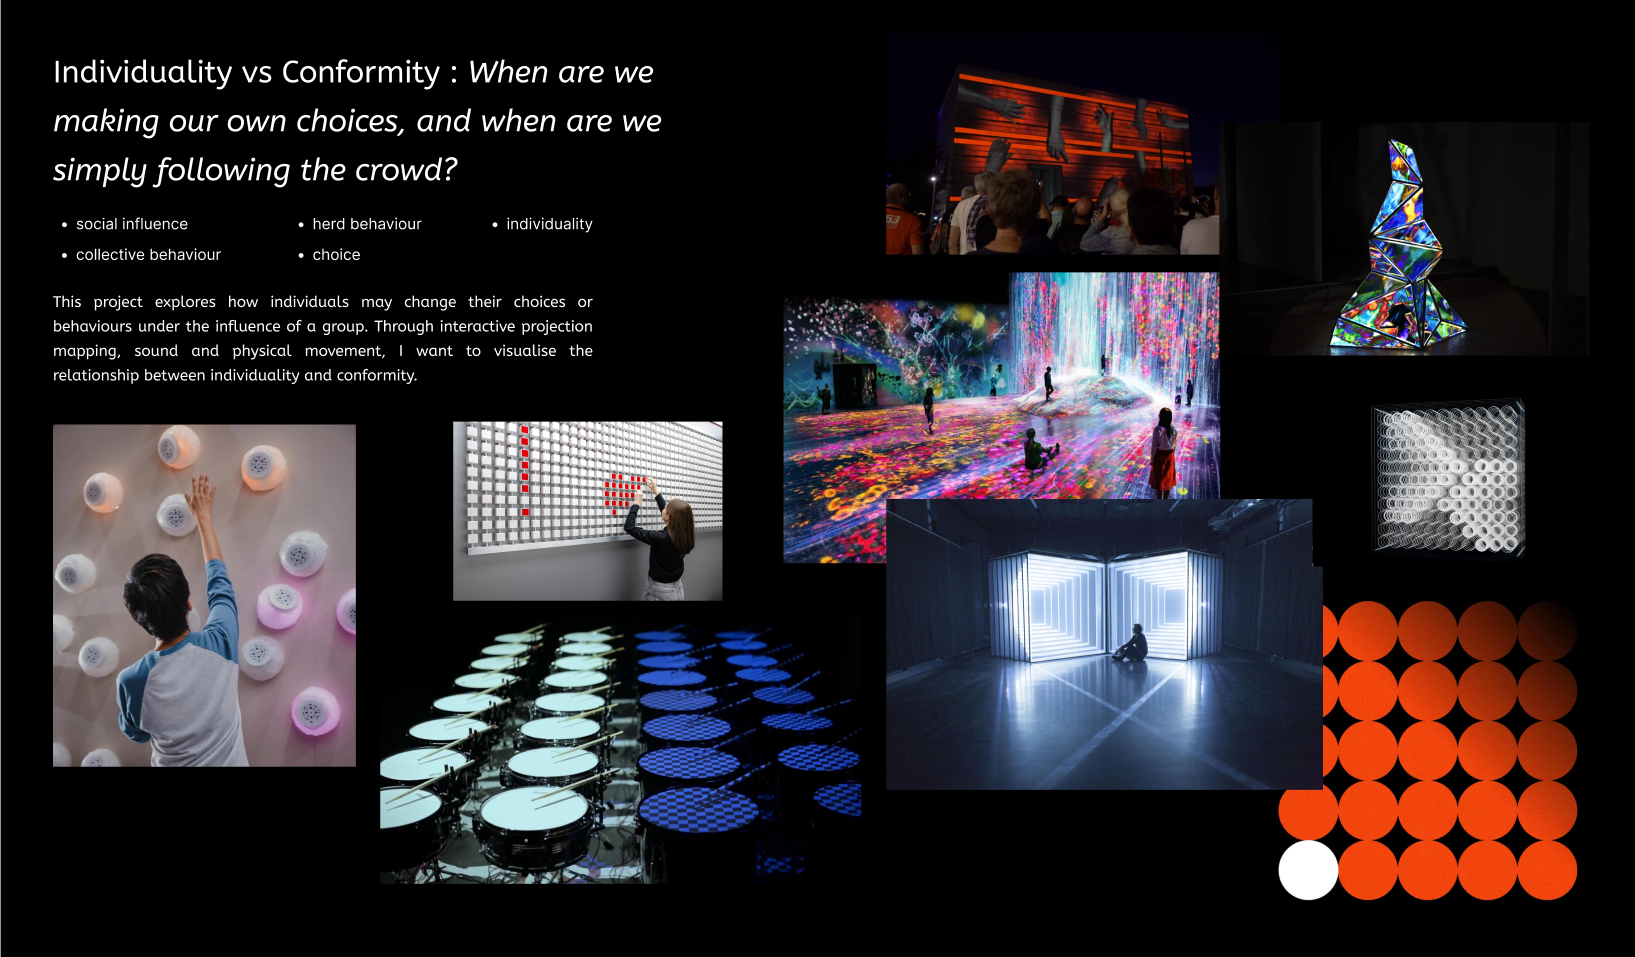 Individuality vs Conformity : When are we
making our own choices, and when are we
simply following the crowd?
• social influence
• collective behaviour
• herd behaviour
• choice
• individuality
This project explores how individuals may change their choices or
behaviours under the influence of a group. Through interactive projection
mapping, sound and physical movement, I want to visualise the
relationship between individuality and conformity.